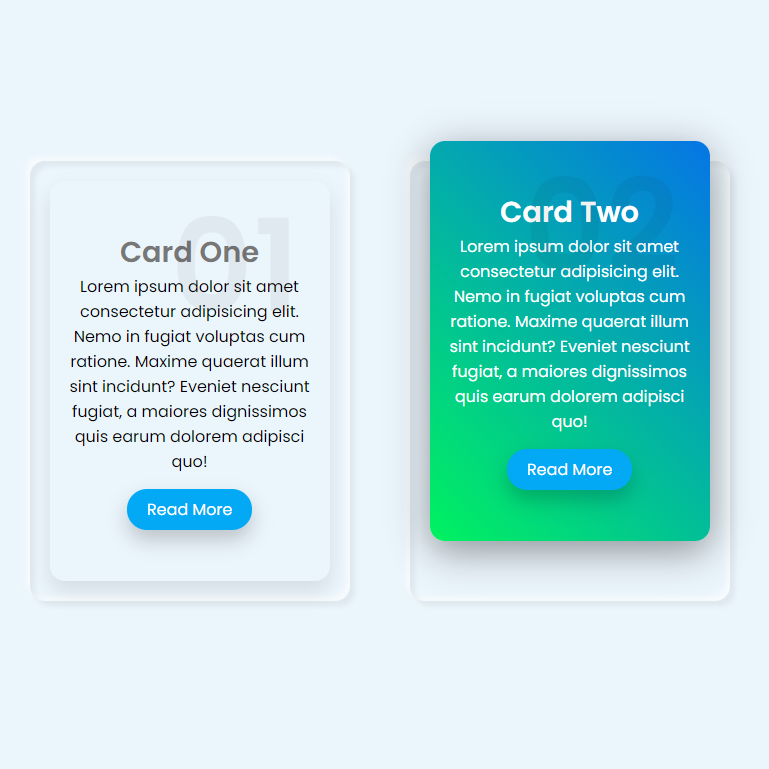 01
Card One
Lorem ipsum dolor sit amet
consectetur adipisicing elit.
Nemo in fugiat voluptas cum
ratione. Maxime quaerat illum
sint incidunt? Eveniet nesciunt
fugiat, a maiores dignissimos
quis earum dolorem adipisci
quo!
Read More
02
Card Two
Lorem ipsum dolor sit amet
consectetur adipisicing elit.
Nemo in fugiat voluptas cum
ratione. Maxime quaerat illum
sint incidunt? Eveniet nesciunt
fugiat, a maiores dignissimos
quis earum dolorem adipisci
quo!
Read More